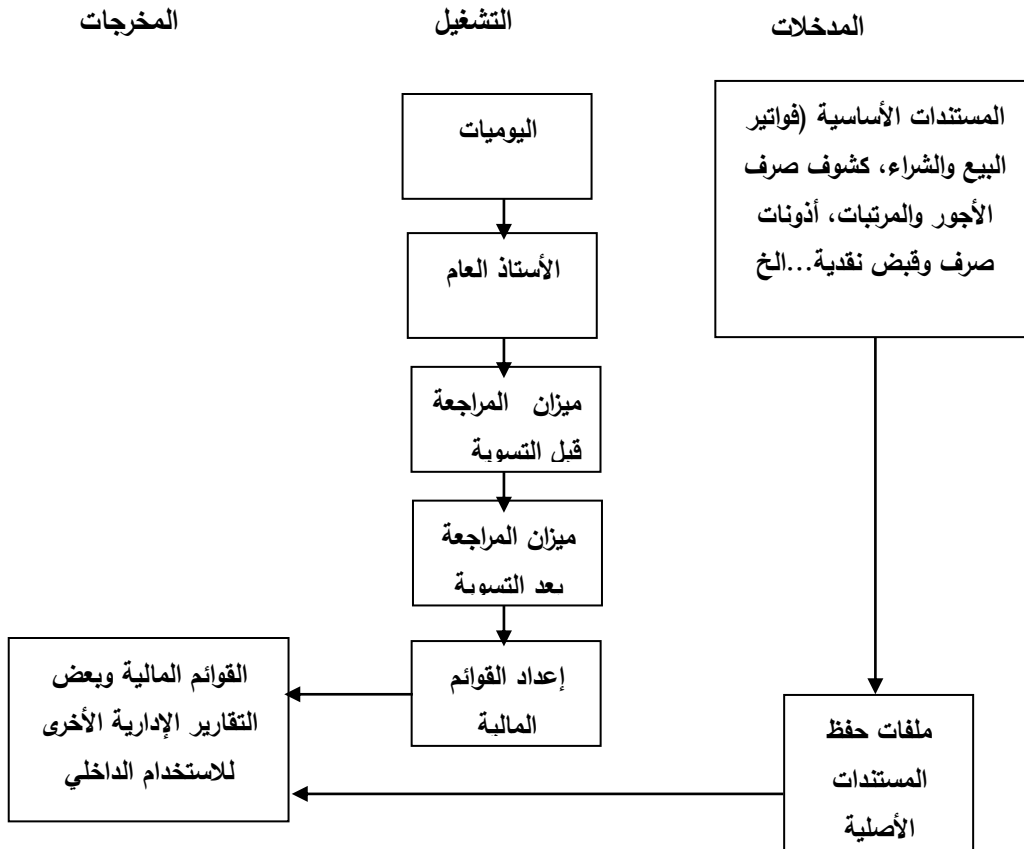 المدخلات
التشغيل
المخرجات
المستندات الأساسية (فواتير
البيع والشراء، كشوف صرف
الأجور والمرتبات، أذونات
صرف وقبض نقدية...الخ
اليوميات
الأستاذ العام
ميزان المراجعة
قبل التسوية
ميزان المراجعة
بعد التسوية
إعداد القوائم
المالية
القوائم المالية وبعض
التقارير الإدارية الأخرى
للاستخدام الداخلي
ملفات حفظ
المستندات
الأصلية